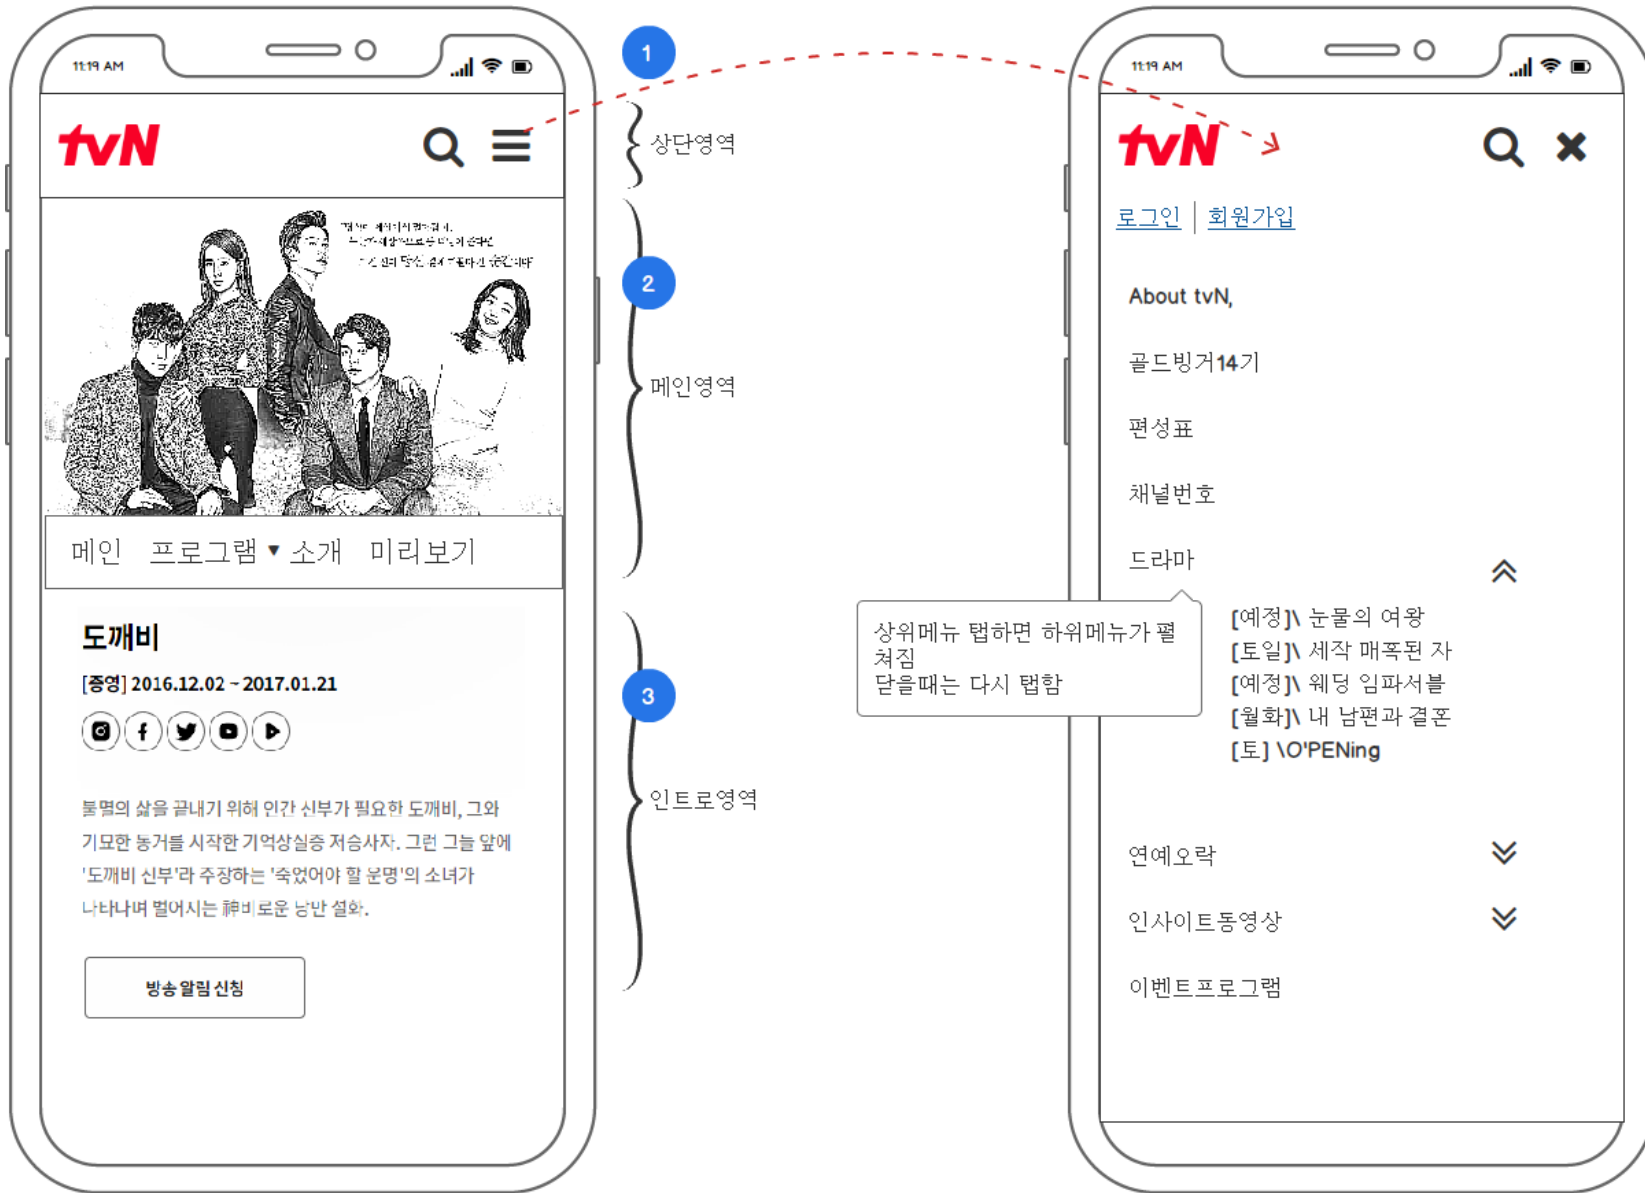 11:19 AM
tvN
당신
순간이다"
메인 프로그램 ▼ 소개 미리보기
도깨비
[종영] 2016.12.02 ~ 2017.01.21
불멸의 삶을 끝내기 위해 인간 신부가 필요한 도깨비, 그와
기묘한 동거를 시작한 기억상실증 저승사자. 그런 그들 앞에
'도깨비 신부'라 주장하는 '죽었어야 할 운명'의 소녀가
나타나며 벌어지는 神비로운 낭만 설화.
방송 알림 신청
1
상단영역
2
메인영역
3
인트로영역
11:19 AM
tvN
로그인 | 회원가입
About tvN,
골드빙거14기
편성표
채널번호
드라마
상위메뉴 탭하면 하위메뉴가 펼
쳐짐
닫을때는 다시 탭함
[예정]\ 눈물의 여왕
[토일]\ 세작 매혹된 자
[예정]\ 웨딩 임파서블
[월화]\ 내 남편과 결혼
[토] \O'PENing
연예오락
인사이트동영상
이벤트프로그램